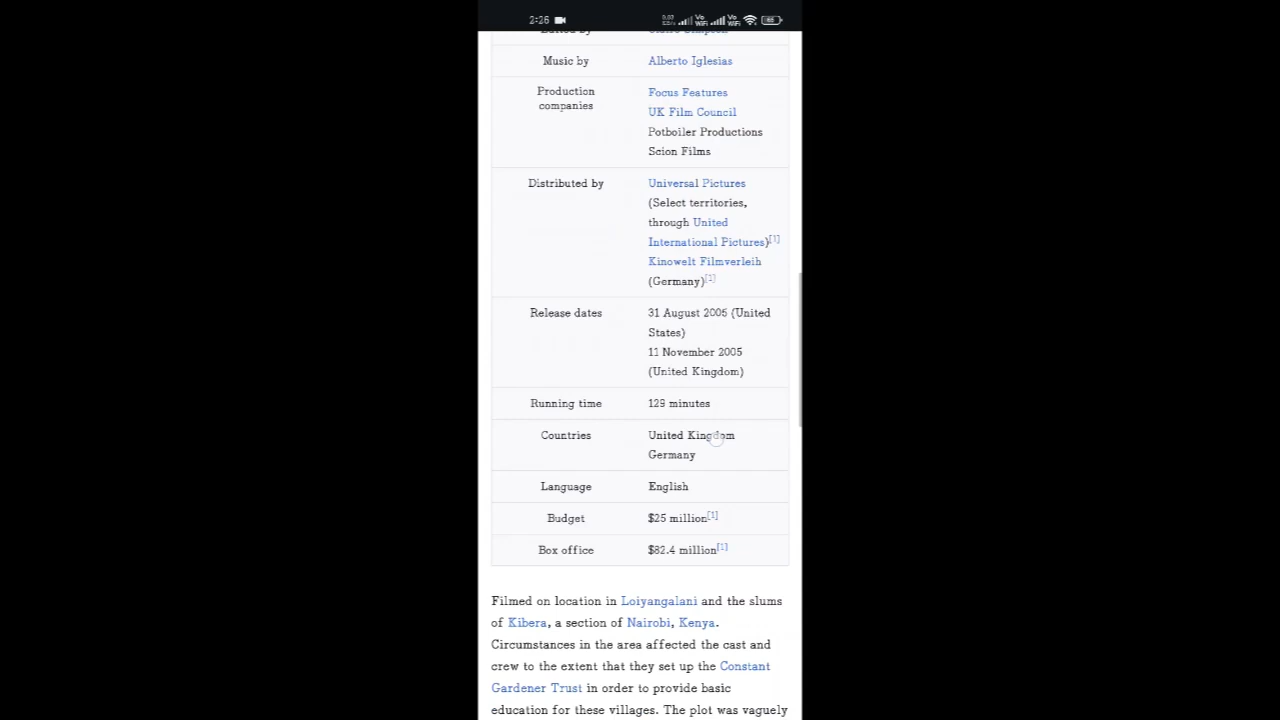 2:26
Music by Alberto Iglesias
Production companies
Focus Features
UK Film Council
Potboiler Productions
Scion Films
Distributed by Universal Pictures
(Select territories,
through United
International Pictures)[1]
Kinowelt Filmverleih
(Germany)[1]
Release dates 31 August 2005 (United
States)
11 November 2005
(United Kingdom)
Running time 129 minutes
Countries United Kingdom
Germany
Language English
Budget $25 million[1]
Box office $82.4 million[1]
Filmed on location in Loiyangalani and the slums
of Kibera, a section of Nairobi, Kenya.
Circumstances in the area affected the cast and
crew to the extent that they set up the Constant
Gardener Trust in order to provide basic
education for these villages. The plot was vaguely